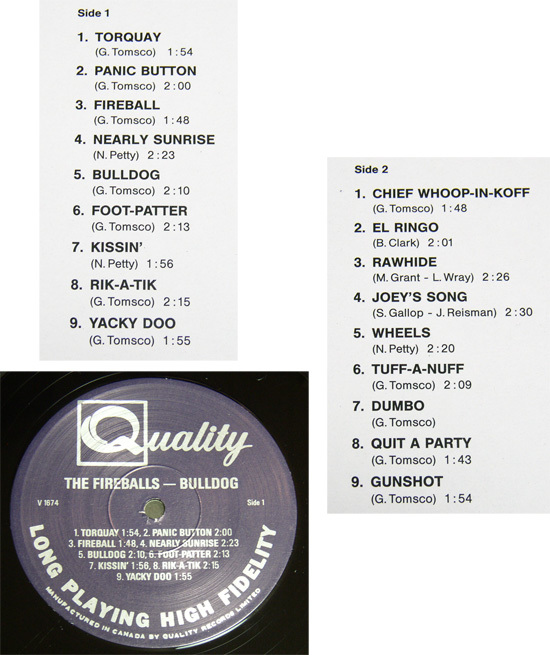 Side 1
1. TORQUAY
(G. Tomsco) 1:54
2. PANIC BUTTON
(G. Tomsco) 2:00
3. FIREBALL
(G. Tomsco) 1:48
4. NEARLY SUNRISE
(N. Petty) 2:23
5. BULLDOG
(G. Tomsco) 2:10
6. FOOT-PATTER
(G. Tomsco) 2:13
7. KISSIN'
(N. Petty) 1:56
8. RIK-A-TIK
(G. Tomsco) 2:15
9. YACKY DOO
(G. Tomsco) 1:55
Side 2
1. CHIEF WHOOP-IN-KOFF
(G. Tomsco) 1:48
2. EL RINGO
(B. Clark) 2:01
3. RAWHIDE
(M. Grant - L. Wray) 2:26
4. JOEY'S SONG
(S. Gallop - J. Reisman) 2:30
5. WHEELS
(N. Petty) 2:20
6. TUFF-A-NUFF
(G. Tomsco) 2:09
7. DUMBO
(G. Tomsco)
8. QUIT A PARTY
(G. Tomsco) 1:43
9. GUNSHOT
(G. Tomsco) 1:54
Quality
THE FIREBALLS — BULLDOG
V 1674 Side 1
1. TORQUAY 1:54, 2. PANIC BUTTON 2:00
3. FIREBALL 1:48, 4. NEARLY SUNRISE 2:23
5. BULLDOG 2:10, 6. FOOT-PATTER 2:13
7. KISSIN' 1:56, 8. RIK-A-TIK 2:15
9. YACKY DOO 1:55
LONG PLAYING HIGH FIDELITY
MANUFACTURED IN CANADA BY QUALITY RECORDS LIMITED